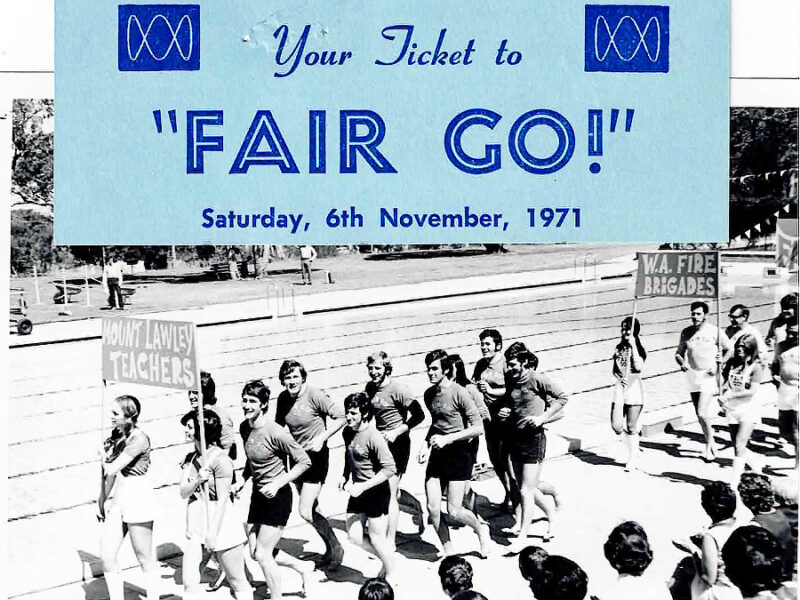 Your Ticket to
"FAIR GO!"
Saturday, 6th November, 1971
W.A. FIRE
BRIGADES
MOUNT LAWLEY
TEACHERS